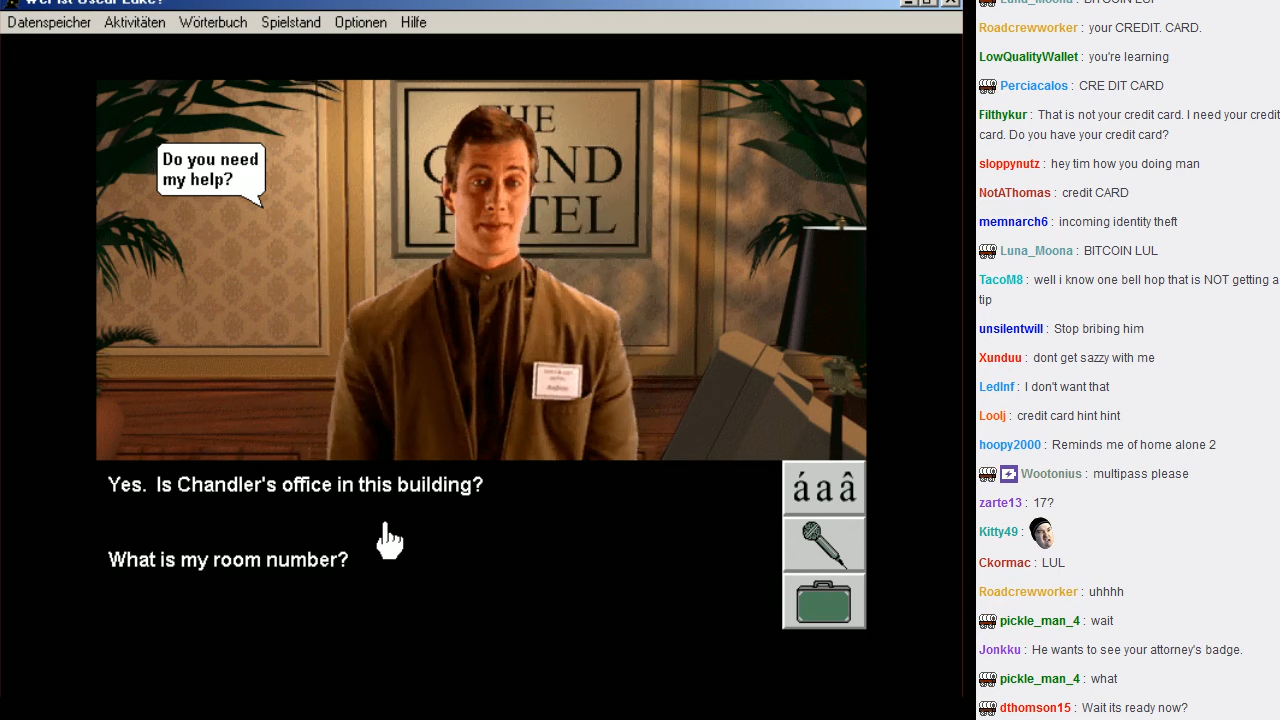 Wer ist Oscar Lake?
Datenspeicher Aktivitäten Wörterbuch Spielstand Optionen Hilfe
THE
GRAND
HOTEL
Do you need
my help?
Yes. Is Chandler's office in this building?
What is my room number?
á a â
Luna_Moona : BITCOIN LUL
Roadcrewworker : your CREDIT. CARD.
LowQualityWallet : you're learning
Perciacalos : CRE DIT CARD
Filthykur : That is not your credit card. I need your credit
card. Do you have your credit card?
sloppynutz : hey tim how you doing man
NotAThomas : credit CARD
memnarch6 : incoming identity theft
Luna_Moona : BITCOIN LUL
TacoM8 : well i know one bell hop that is NOT getting a
tip
unsilentwill : Stop bribing him
Xunduu : dont get sazzy with me
LedInf : I don't want that
Loolj : credit card hint hint
hoopy2000 : Reminds me of home alone 2
Wootonius : multipass please
zarte13 : 17?
Kitty49 :
Ckormac : LUL
Roadcrewworker : uhhhh
pickle_man_4 : wait
Jonkku : He wants to see your attorney's badge.
pickle_man_4 : what
dthomson15 : Wait its ready now?